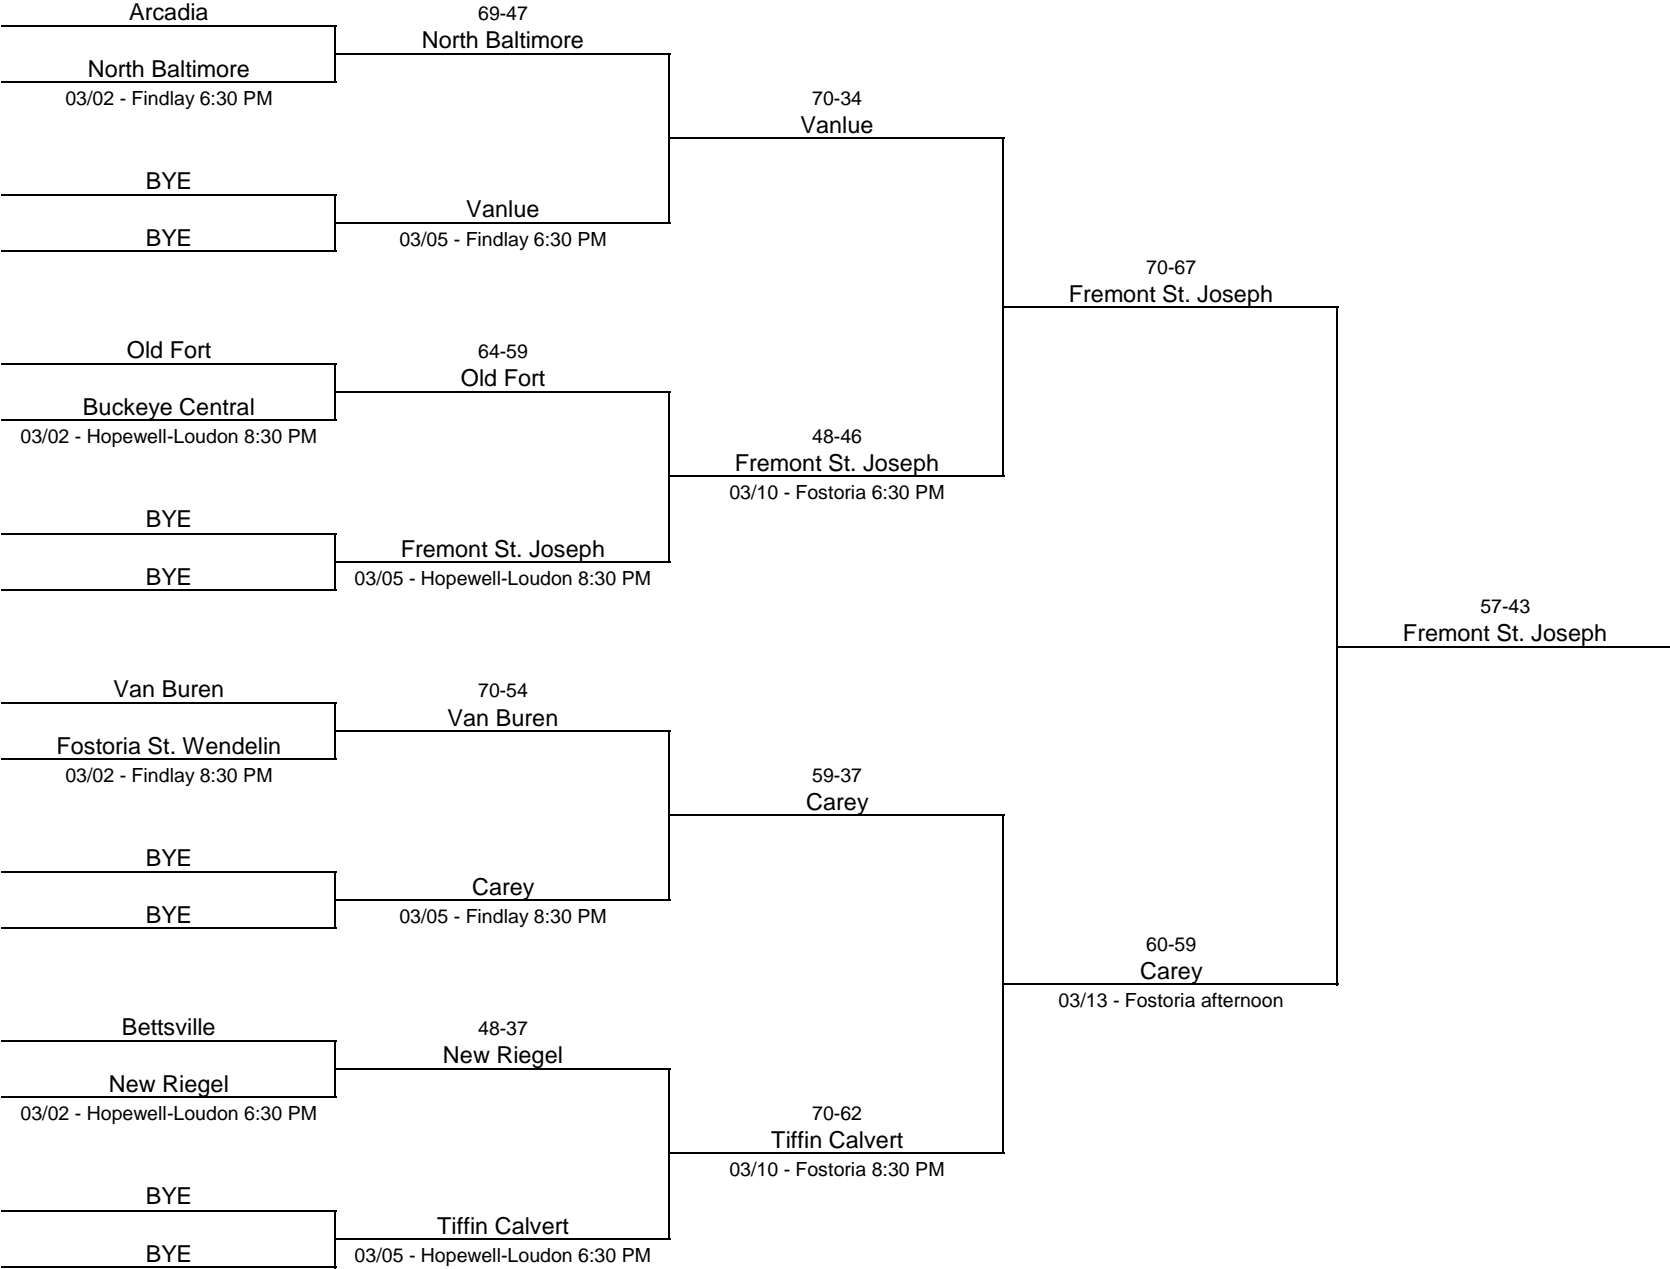 Arcadia
69-47
North Baltimore
North Baltimore
03/02 - Findlay 6:30 PM
70-34
Vanlue
BYE
Vanlue
BYE
03/05 - Findlay 6:30 PM
70-67
Fremont St. Joseph
Old Fort
64-59
Old Fort
Buckeye Central
03/02 - Hopewell-Loudon 8:30 PM
48-46
Fremont St. Joseph
03/10 - Fostoria 6:30 PM
BYE
Fremont St. Joseph
BYE
03/05 - Hopewell-Loudon 8:30 PM
57-43
Fremont St. Joseph
Van Buren
70-54
Van Buren
Fostoria St. Wendelin
03/02 - Findlay 8:30 PM
59-37
Carey
BYE
Carey
BYE
03/05 - Findlay 8:30 PM
60-59
Carey
03/13 - Fostoria afternoon
Bettsville
48-37
New Riegel
New Riegel
03/02 - Hopewell-Loudon 6:30 PM
70-62
Tiffin Calvert
03/10 - Fostoria 8:30 PM
BYE
Tiffin Calvert
BYE
03/05 - Hopewell-Loudon 6:30 PM